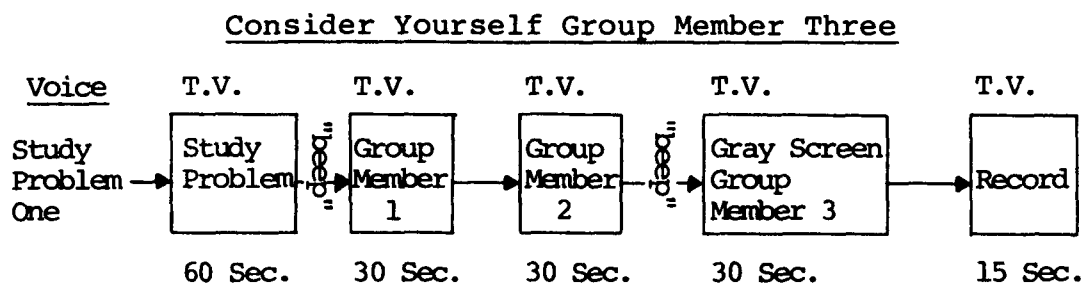 Consider Yourself Group Member Three
Voice T.V. T.V. T.V. T.V. T.V.
Study Problem One
Study Problem
"beep"
Group Member 1
Group Member 2
"beep"
Gray Screen Group Member 3
Record
60 Sec. 30 Sec. 30 Sec. 30 Sec. 15 Sec.